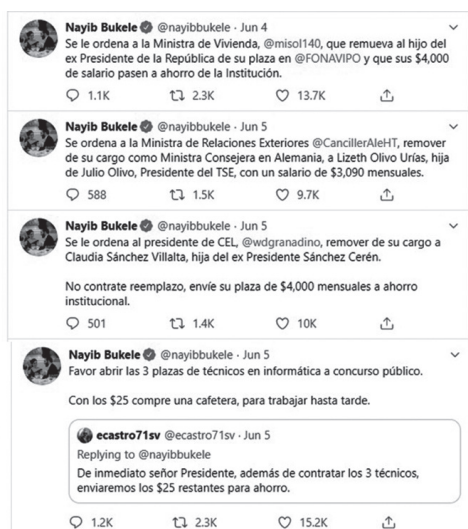 Nayib Bukele @nayibbukele · Jun 4
Se le ordena a la Ministra de Vivienda, @misol140, que remueva al hijo del
ex Presidente de la República de su plaza en @FONAVIPO y que sus $4,000
de salario pasen a ahorro de la Institución.
1.1K 2.3K 13.7K
Nayib Bukele @nayibbukele · Jun 5
Se ordena a la Ministra de Relaciones Exteriores @CancillerAleHT, remover
de su cargo como Ministra Consejera en Alemania, a Lizeth Olivo Urías, hija
de Julio Olivo, Presidente del TSE, con un salario de $3,090 mensuales.
588 1.5K 9.7K
Nayib Bukele @nayibbukele · Jun 5
Se le ordena al presidente de CEL, @wdgranadino, remover de su cargo a
Claudia Sánchez Villalta, hija del ex Presidente Sánchez Cerén.
No contrate reemplazo, envíe su plaza de $4,000 mensuales a ahorro
institucional.
501 1.4K 10K
Nayib Bukele @nayibbukele · Jun 5
Favor abrir las 3 plazas de técnicos en informática a concurso público.
Con los $25 compre una cafetera, para trabajar hasta tarde.
ecastro71sv @ecastro71sv · Jun 5
Replying to @nayibbukele
De inmediato señor Presidente, además de contratar los 3 técnicos,
enviaremos los $25 restantes para ahorro.
1.2K 2.3K 15.2K